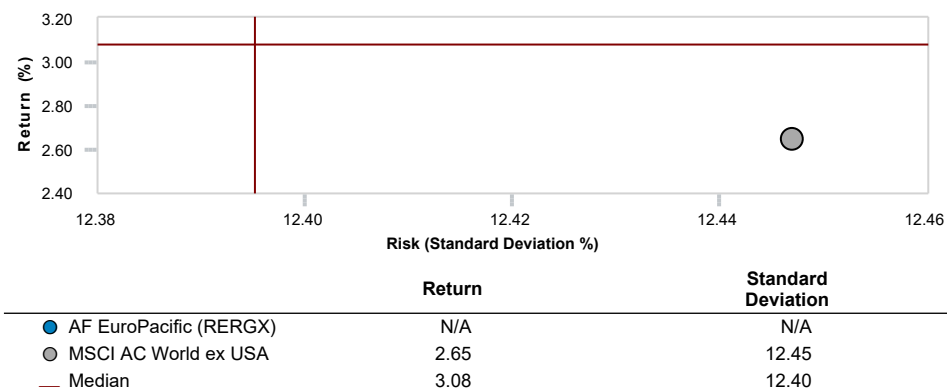 3.20
3.00
2.80
2.60
2.40
Return (%)
12.38 12.40 12.42 12.44 12.46
Risk (Standard Deviation %)
Return Standard Deviation
AF EuroPacific (RERGX) N/A N/A
MSCI AC World ex USA 2.65 12.45
Median 3.08 12.40